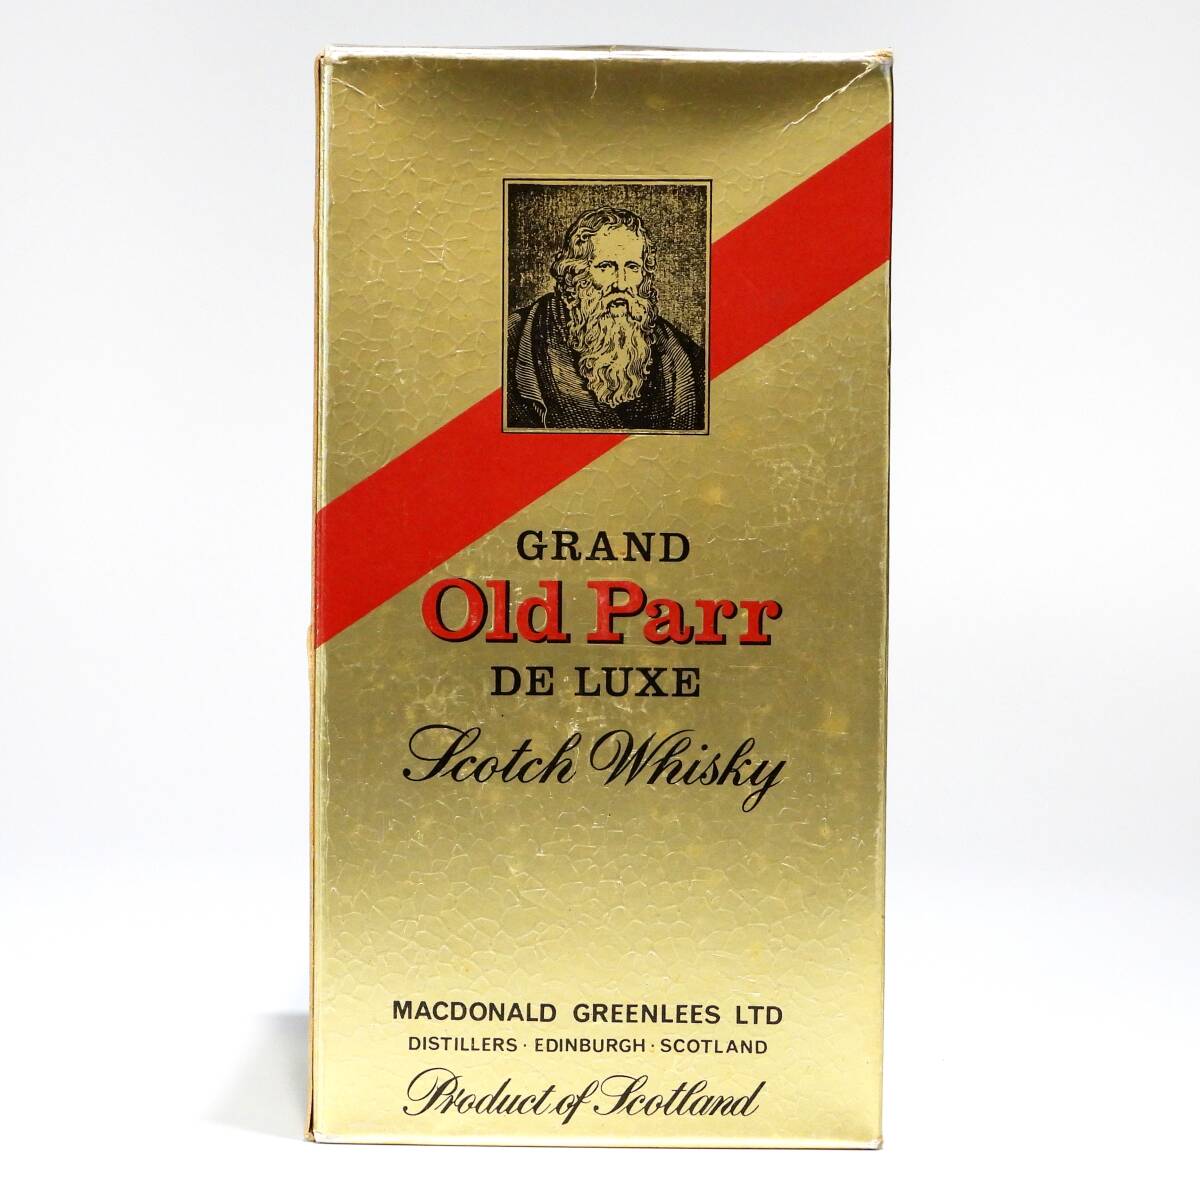 GRAND
Old Parr
DE LUXE
Scotch Whisky
MACDONALD GREENLEES LTD
DISTILLERS · EDINBURGH · SCOTLAND
Product of Scotland